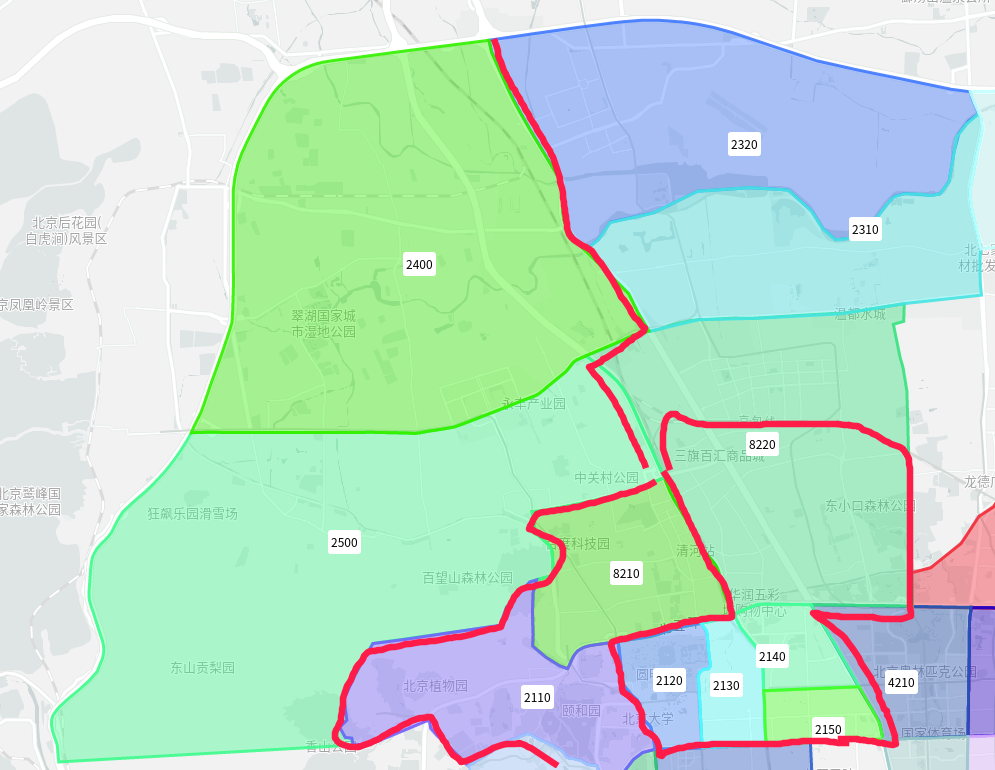 2320
北京后花园(
白虎涧)风景区
2310
2400
材批发
京凤凰岭景区
翠湖国家城
市湿地公园
温都水城
永丰产业园
8220
三旗百汇商品城
中关村公园
龙德广
北京鹫峰国
家森林公园
狂飙乐园滑雪场
东小口森林公园
2500
百度科技园
清河站
8210
百望山森林公园
华润五彩
城购物中心
北五环
2140
东山贡梨园
北京植物园
2120
2130
北京奥林匹克公园
4210
2110
颐和园
北京大学
2150
国家体育场
香山公园